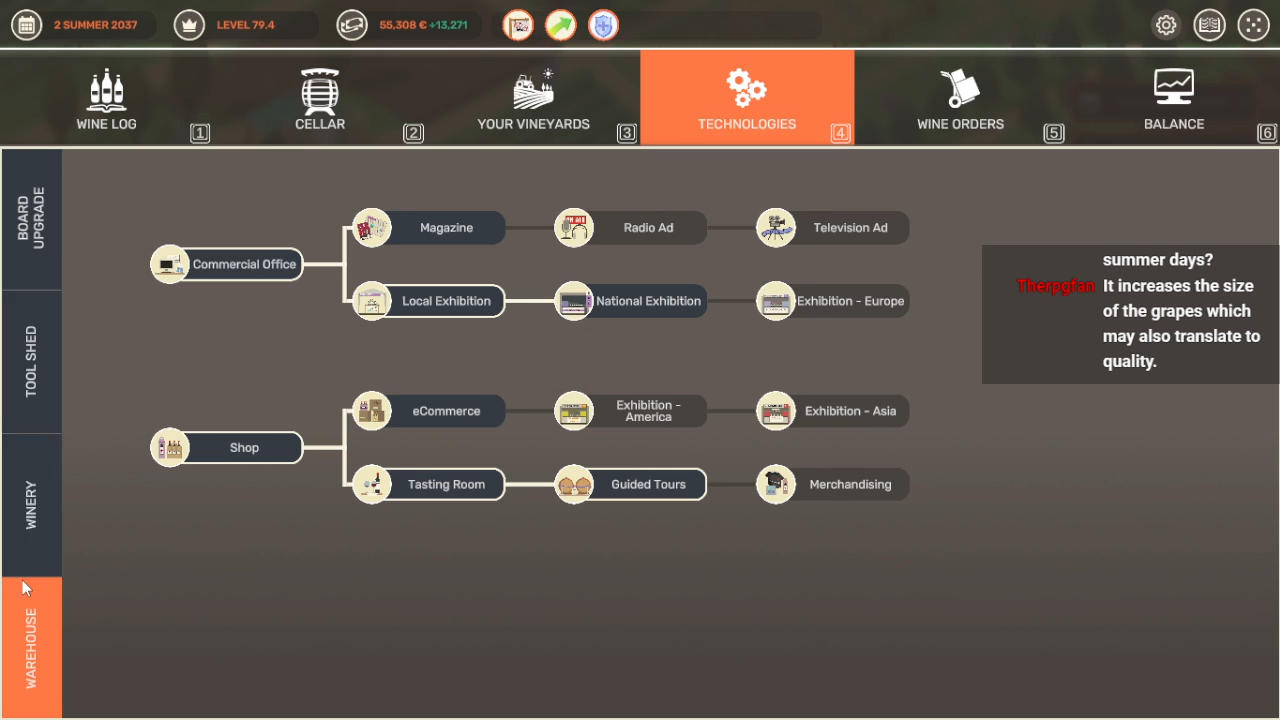 2 SUMMER 2037
LEVEL 79.4
55,308 € +13,271
WINE LOG
1
CELLAR
2
YOUR VINEYARDS
3
TECHNOLOGIES
4
WINE ORDERS
5
BALANCE
6
BOARD
UPGRADE
TOOL SHED
WINERY
WAREHOUSE
Commercial Office
Magazine
Radio Ad
Television Ad
Local Exhibition
National Exhibition
Exhibition - Europe
Shop
eCommerce
Exhibition -
America
Exhibition - Asia
Tasting Room
Guided Tours
Merchandising
summer days?
Therpgfan It increases the size
of the grapes which
may also translate to
quality.